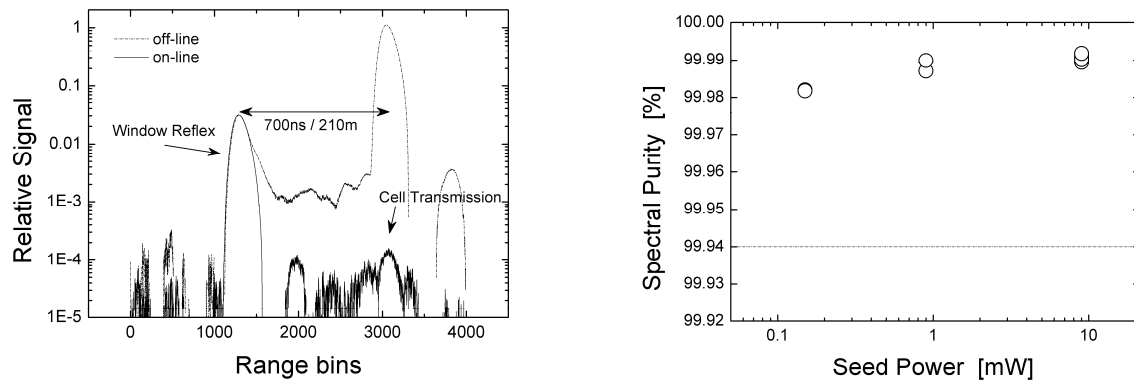 off-line
on-line
700ns / 210m
Window Reflex
Cell Transmission
1
0.1
0.01
1E-3
1E-4
1E-5
Relative Signal
0 1000 2000 3000 4000
Range bins
100.00
99.99
99.98
99.97
99.96
99.95
99.94
99.93
99.92
Spectral Purity [%]
0.1 1 10
Seed Power [mW]